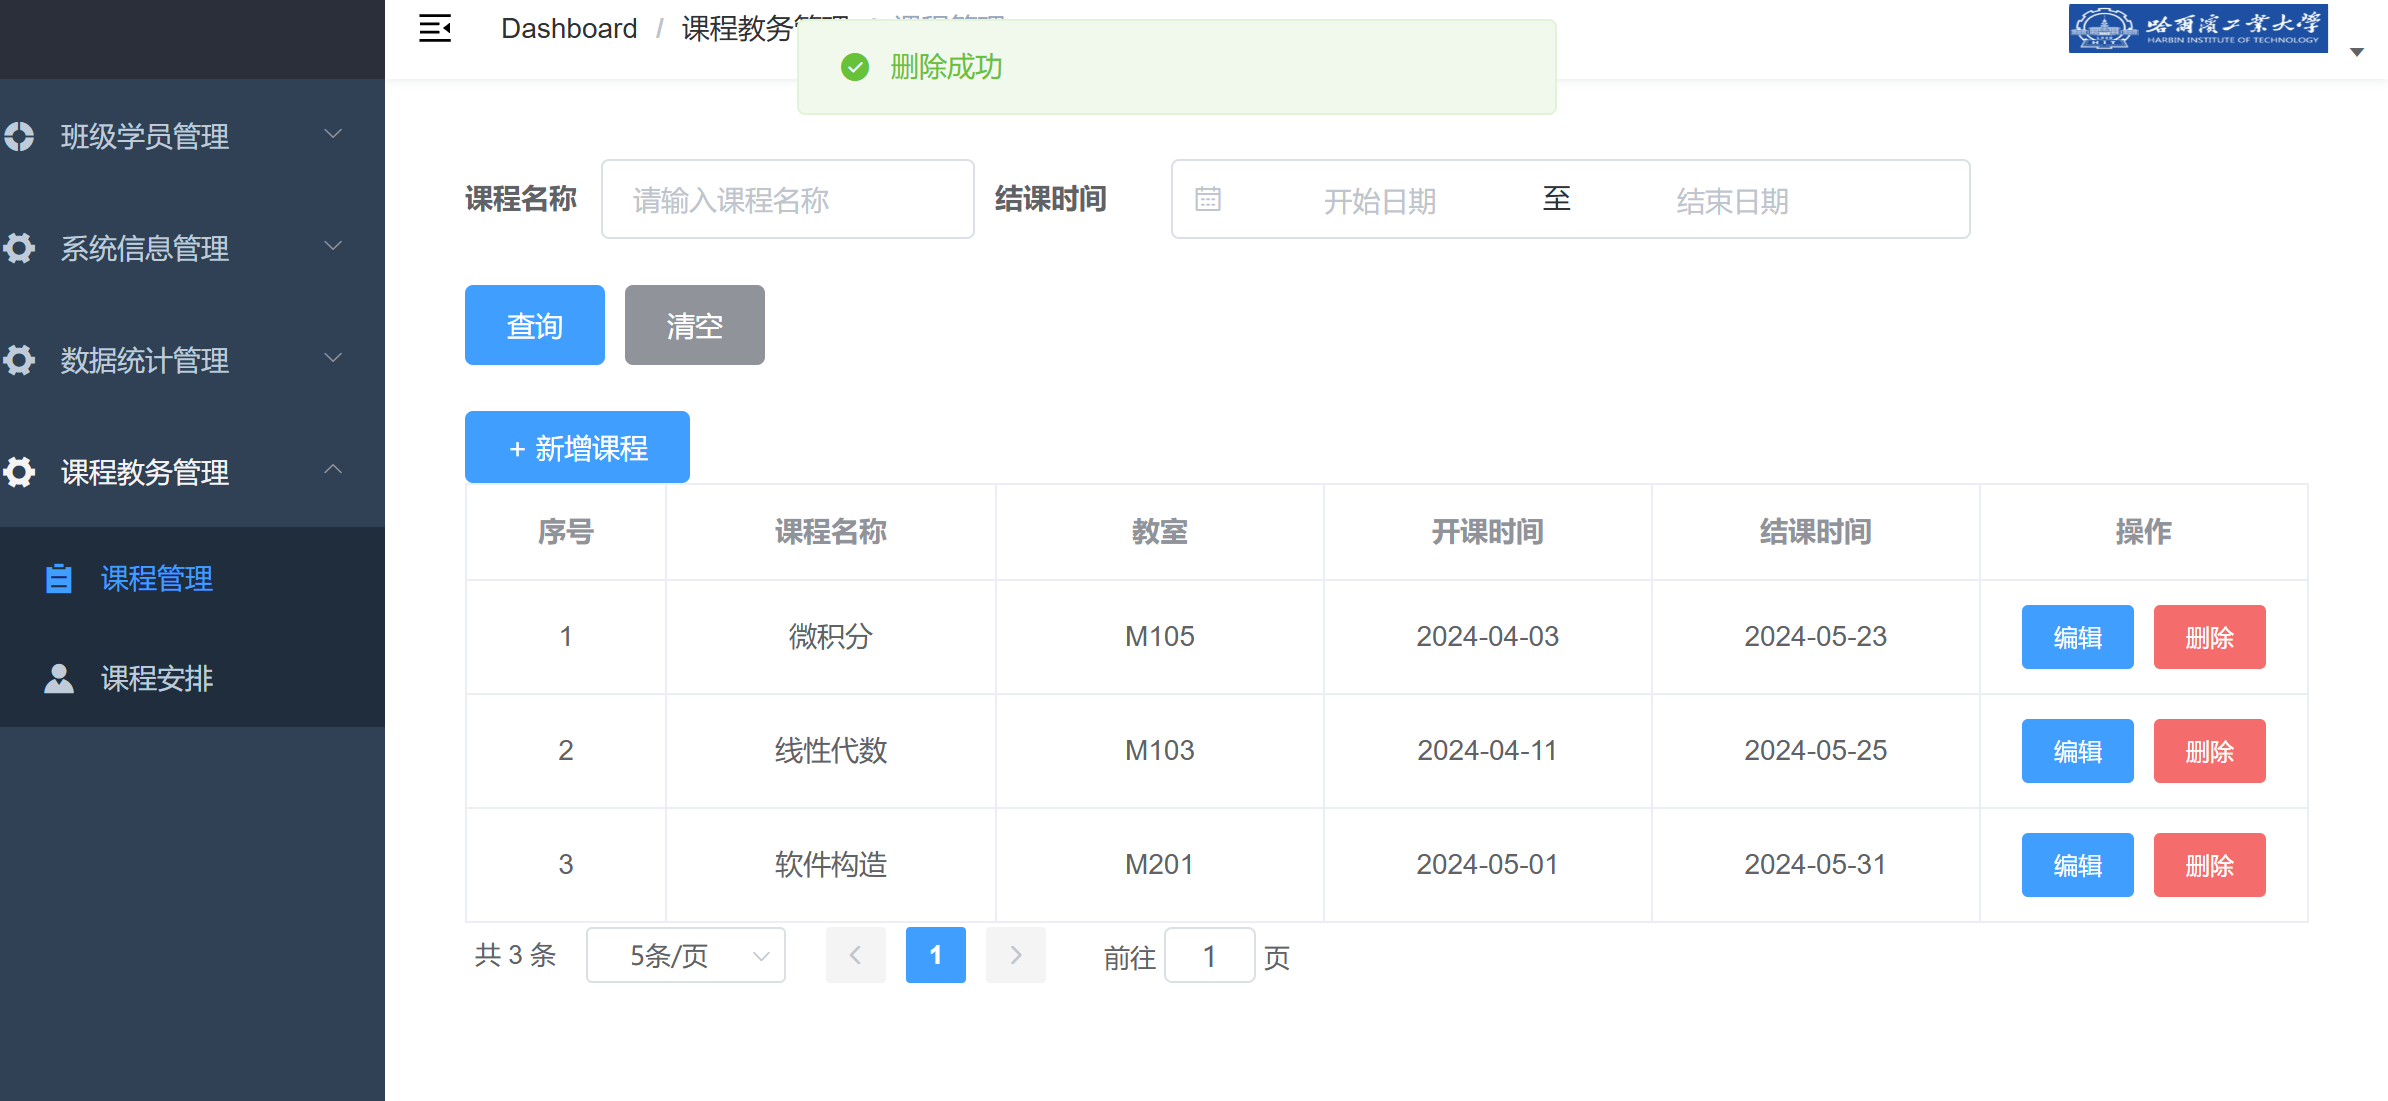 Dashboard / 课程教务管理 / 课程管理
哈尔滨工业大学
HARBIN INSTITUTE OF TECHNOLOGY
删除成功
班级学员管理
系统信息管理
数据统计管理
课程教务管理
课程管理
课程安排
课程名称 请输入课程名称 结课时间 开始日期 至 结束日期
查询 清空
+ 新增课程
序号 课程名称 教室 开课时间 结课时间 操作
1 微积分 M105 2024-04-03 2024-05-23 编辑 删除
2 线性代数 M103 2024-04-11 2024-05-25 编辑 删除
3 软件构造 M201 2024-05-01 2024-05-31 编辑 删除
共 3 条 5条/页 1 前往 1 页